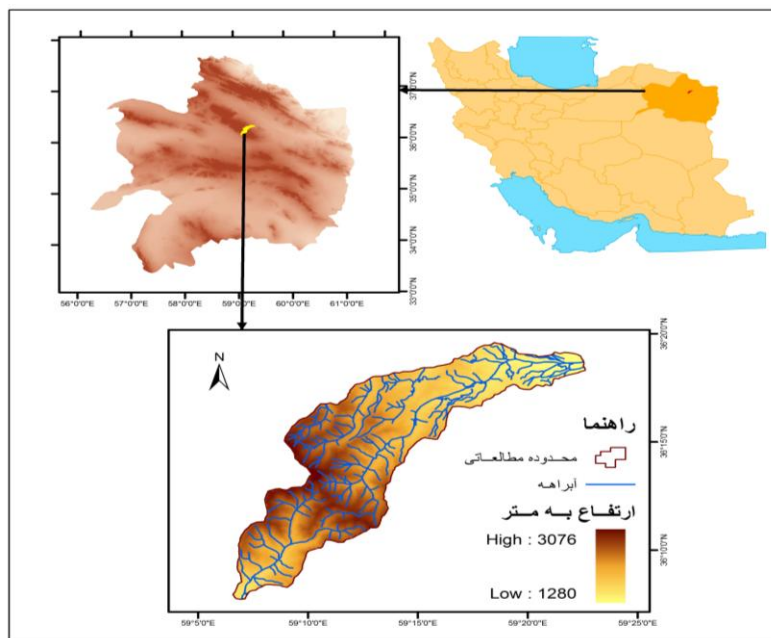 37°0'0"N
36°0'0"N
35°0'0"N
34°0'0"N
33°0'0"N
56°0'0"E 57°0'0"E 58°0'0"E 59°0'0"E 60°0'0"E 61°0'0"E
N
راهنما
محدوده مطالعاتی
آبراهه
ارتفاع به متر
High : 3076
Low : 1280
36°20'N
36°15'N
36°10'N
59°5'0"E 59°10'0"E 59°15'0"E 59°20'0"E 59°25'0"E